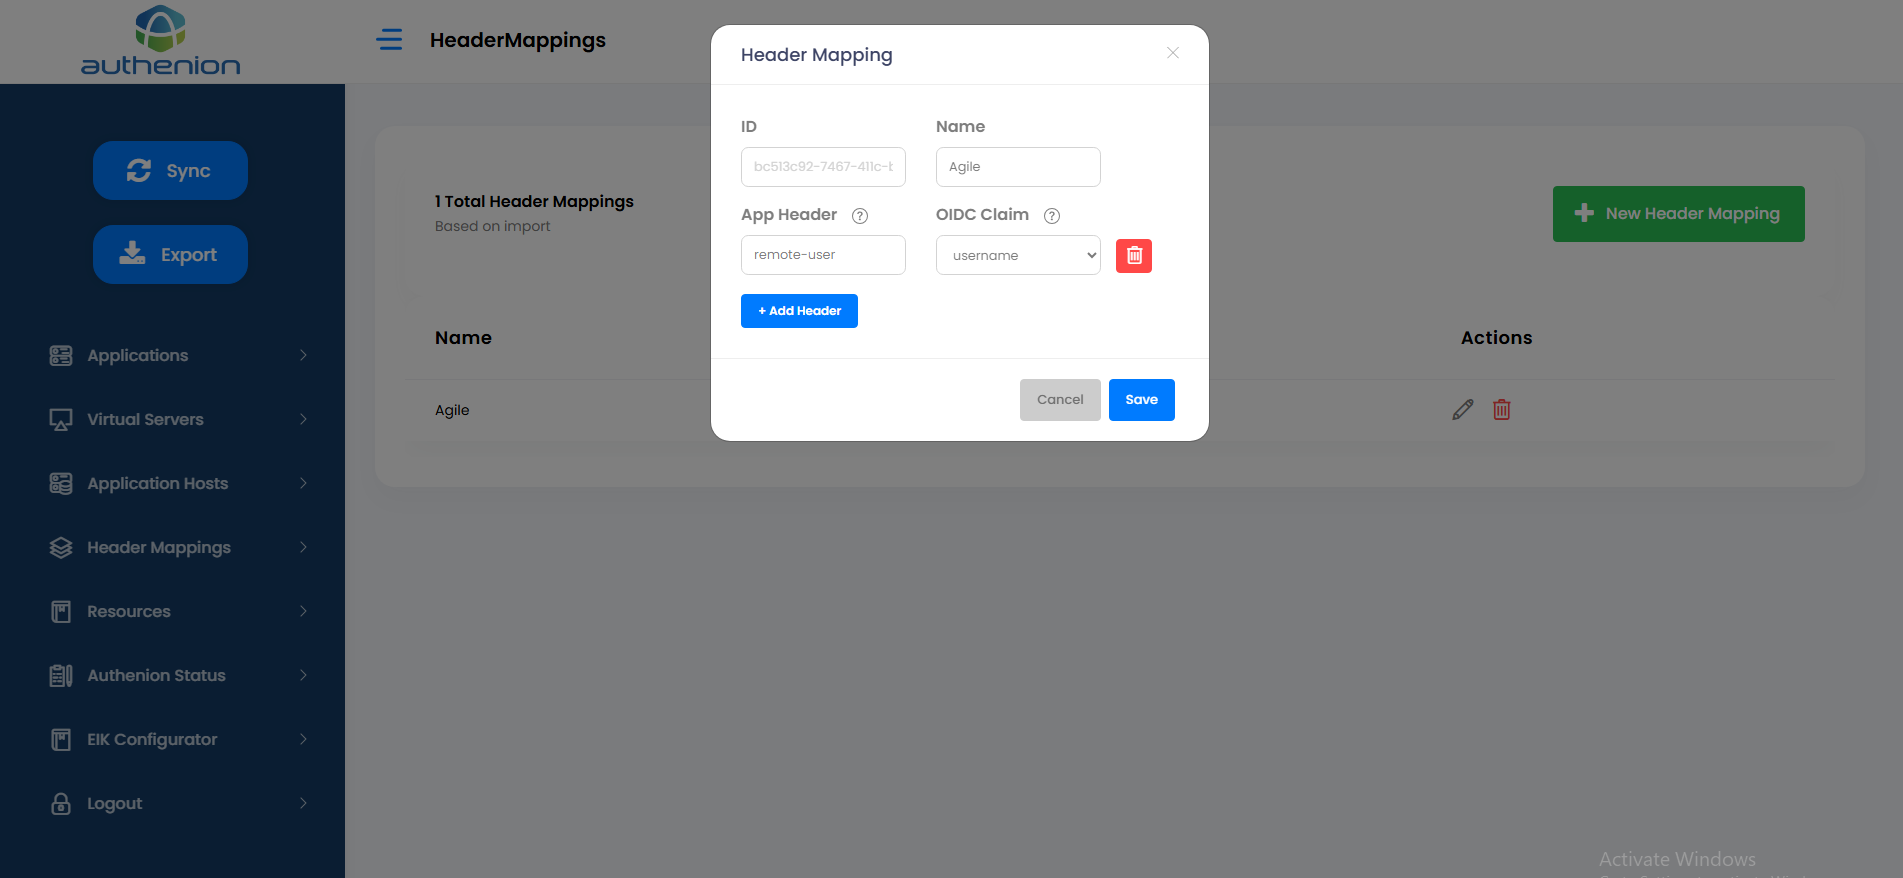 authenion
HeaderMappings
Sync
Export
Applications
Virtual Servers
Application Hosts
Header Mappings
Resources
Authenion Status
EIK Configurator
Logout
1 Total Header Mappings
Based on import
New Header Mapping
Name
Actions
Agile
Header Mapping
ID
Name
bc513c92-7467-411c-b
Agile
App Header ?
OIDC Claim ?
remote-user
username
+ Add Header
Cancel
Save
Activate Windows